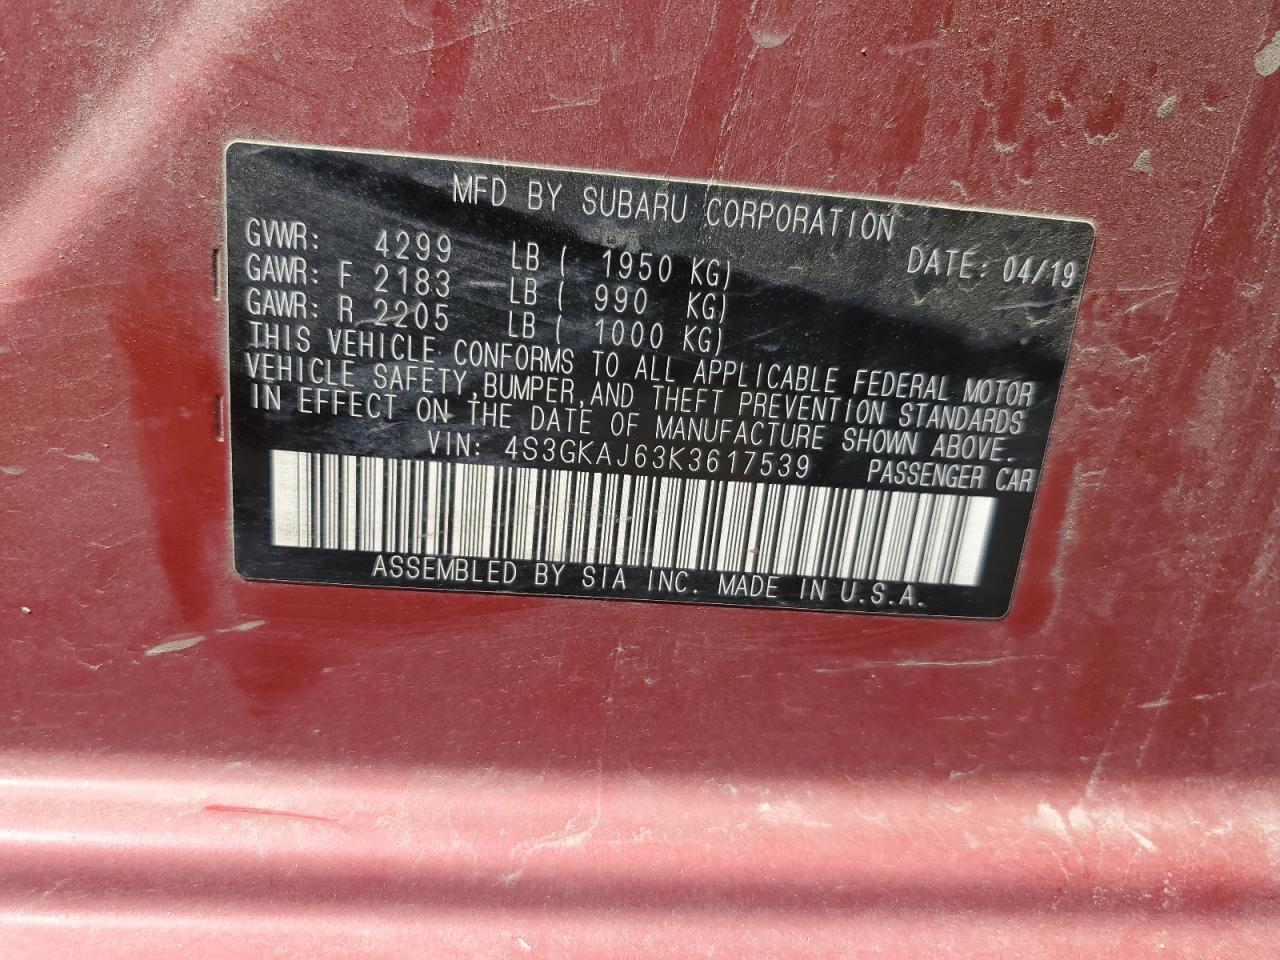 MFD BY SUBARU CORPORATION
GVWR: 4299 LB ( 1950 KG) DATE: 04/19
GAWR: F 2183 LB ( 990 KG)
GAWR: R 2205 LB ( 1000 KG)
THIS VEHICLE CONFORMS TO ALL APPLICABLE FEDERAL MOTOR
VEHICLE SAFETY,BUMPER,AND THEFT PREVENTION STANDARDS
IN EFFECT ON THE DATE OF MANUFACTURE SHOWN ABOVE.
VIN: 4S3GKAJ63K3617539 PASSENGER CAR
ASSEMBLED BY SIA INC. MADE IN U.S.A.